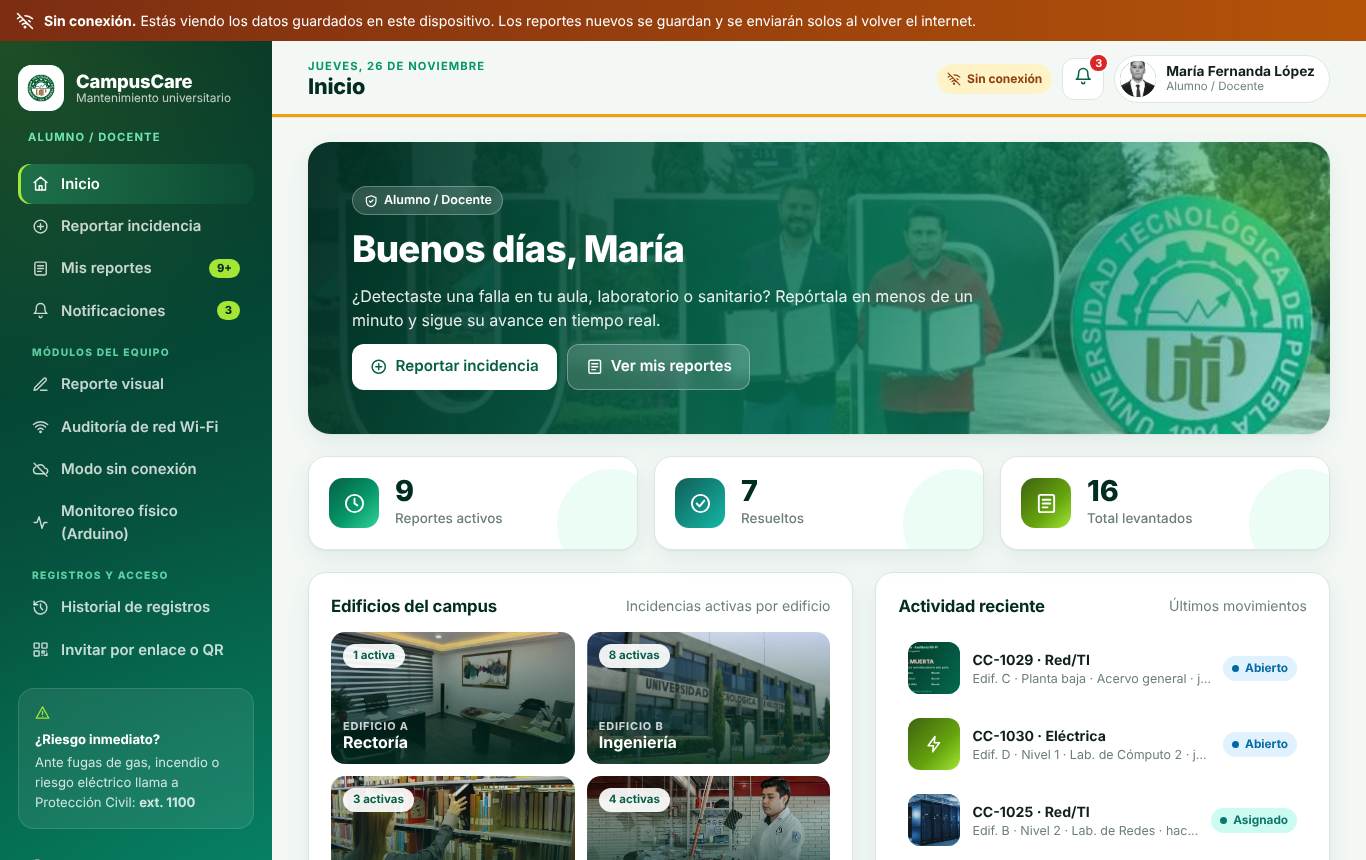 Sin conexión. Estás viendo los datos guardados en este dispositivo. Los reportes nuevos se guardan y se enviarán solos al volver el internet.
CampusCare
Mantenimiento universitario
ALUMNO / DOCENTE
Inicio
Reportar incidencia
Mis reportes
9+
Notificaciones
3
MÓDULOS DEL EQUIPO
Reporte visual
Auditoría de red Wi-Fi
Modo sin conexión
Monitoreo físico
(Arduino)
REGISTROS Y ACCESO
Historial de registros
Invitar por enlace o QR
¿Riesgo inmediato?
Ante fugas de gas, incendio o
riesgo eléctrico llama a
Protección Civil: ext. 1100
JUEVES, 26 DE NOVIEMBRE
Inicio
Sin conexión
3
María Fernanda López
Alumno / Docente
Alumno / Docente
Buenos días, María
¿Detectaste una falla en tu aula, laboratorio o sanitario? Repórtala en menos de un
minuto y sigue su avance en tiempo real.
Reportar incidencia
Ver mis reportes
UNIVERSIDAD TECNOLÓGICA DE PUEBLA
utp
1994
9
Reportes activos
7
Resueltos
16
Total levantados
Edificios del campus
Incidencias activas por edificio
1 activa
EDIFICIO A
Rectoría
8 activas
UNIVERSIDAD TECNOLÓGICA
EDIFICIO B
Ingeniería
3 activas
4 activas
Actividad reciente
Últimos movimientos
MUERTA
CC-1029 · Red/TI
Edif. C · Planta baja · Acervo general · j...
Abierto
CC-1030 · Eléctrica
Edif. D · Nivel 1 · Lab. de Cómputo 2 · j...
Abierto
CC-1025 · Red/TI
Edif. B · Nivel 2 · Lab. de Redes · hac...
Asignado